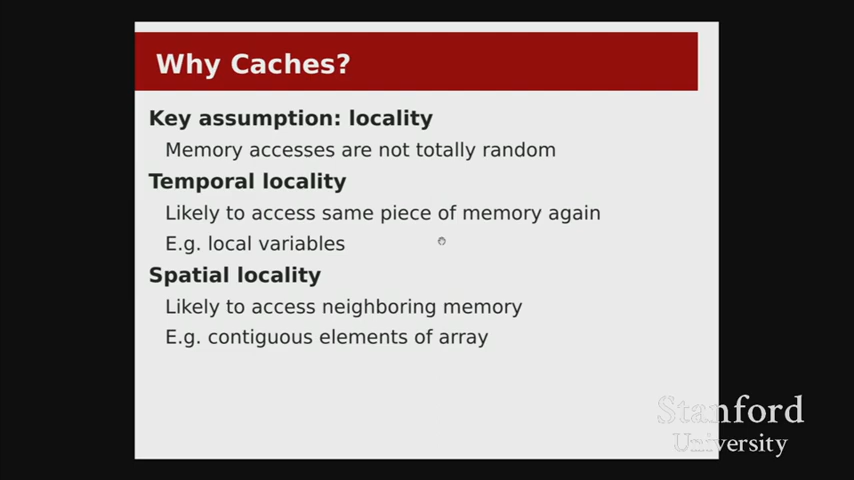 Why Caches?
Key assumption: locality
Memory accesses are not totally random
Temporal locality
Likely to access same piece of memory again
E.g. local variables
Spatial locality
Likely to access neighboring memory
E.g. contiguous elements of array
Stanford
University